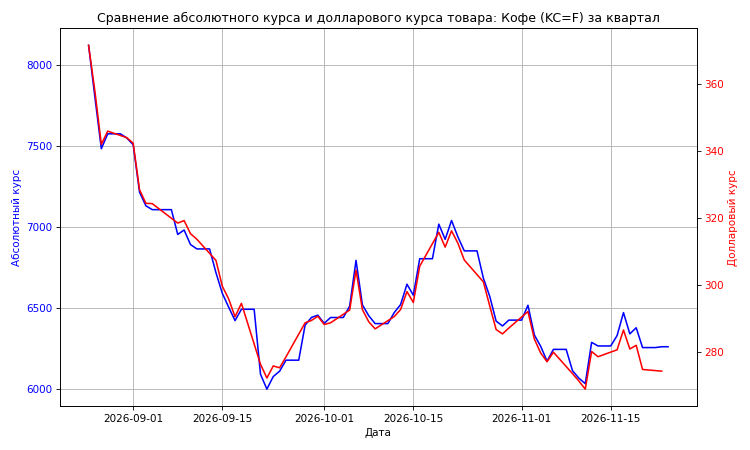 Сравнение абсолютного курса и долларового курса товара: Кофе (KC=F) за квартал
8000
7500
7000
6500
6000
Абсолютный курс
360
340
320
300
280
Долларовый курс
2026-09-01 2026-09-15 2026-10-01 2026-10-15 2026-11-01 2026-11-15
Дата